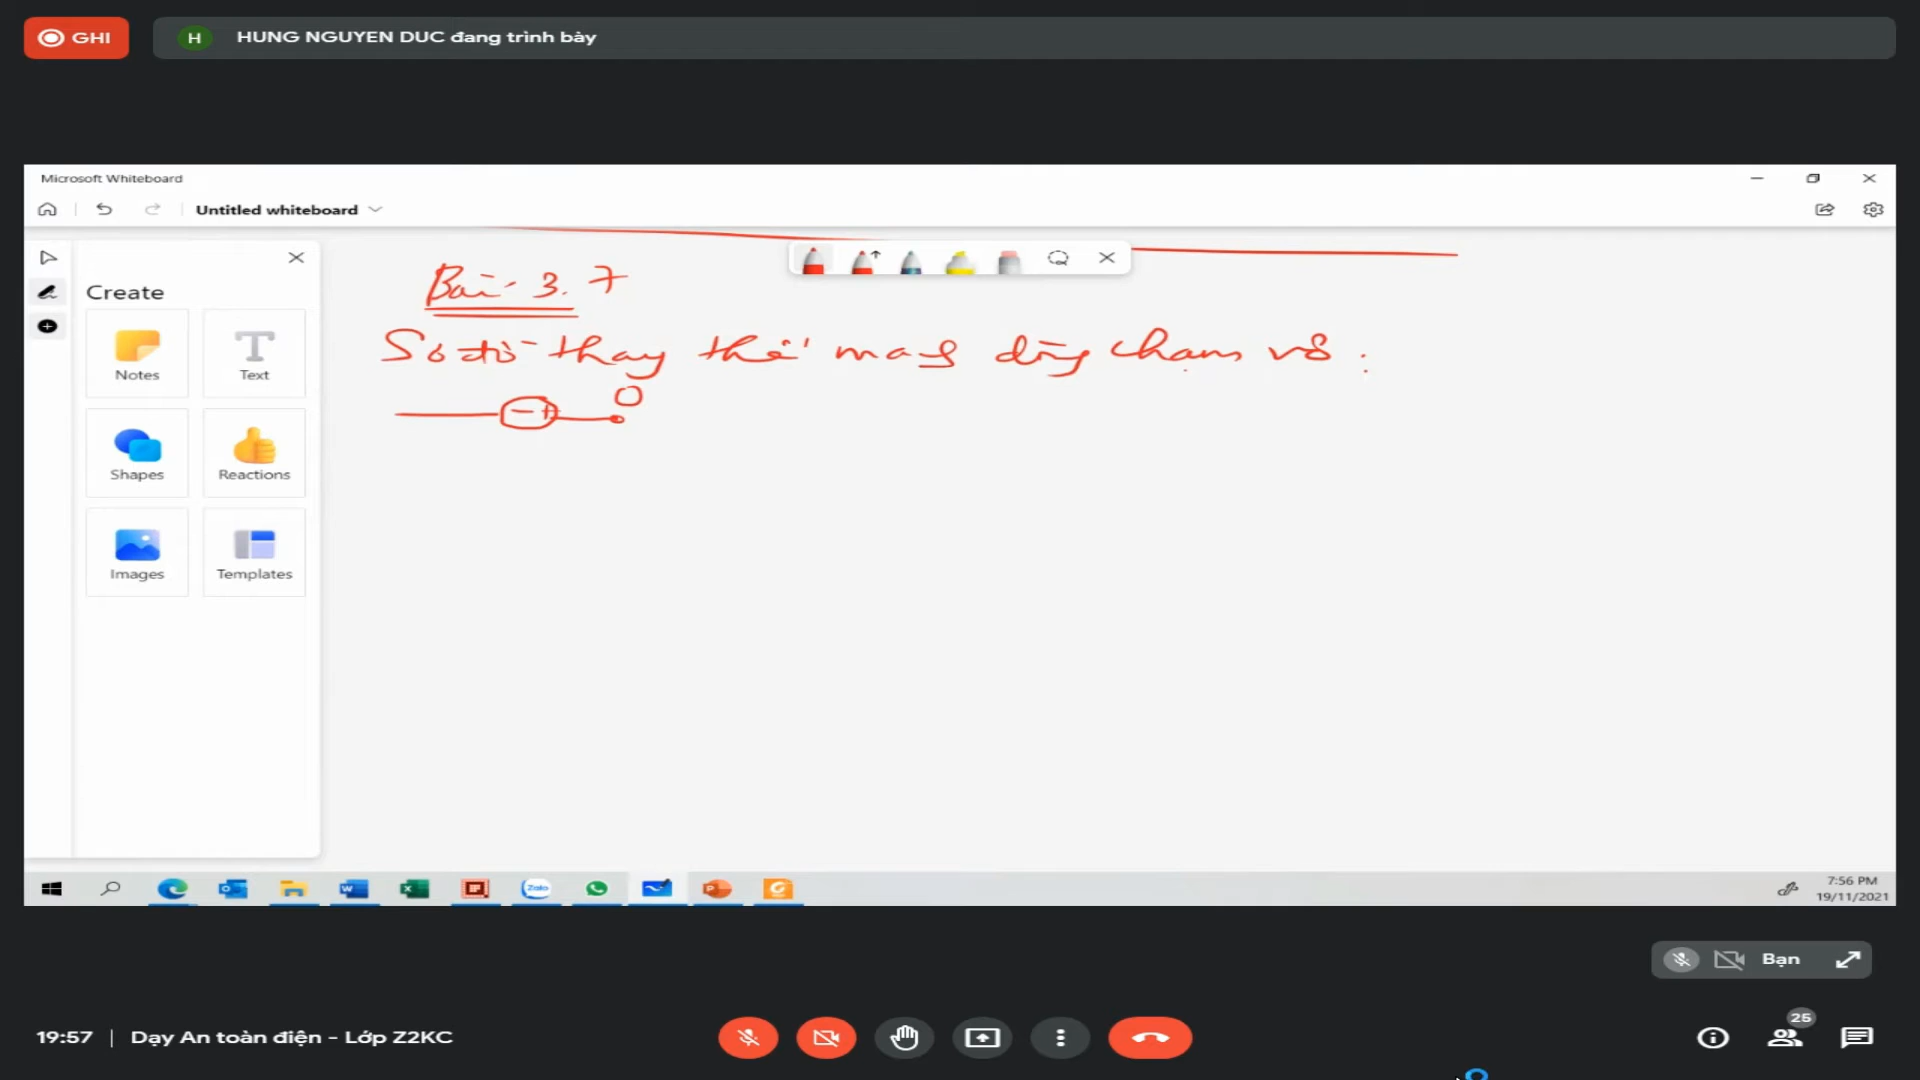 GHI
H HUNG NGUYEN DUC đang trình bày
Microsoft Whiteboard
Untitled whiteboard
Create
Notes Text
Shapes Reactions
Images Templates
Bài 3.7
Sơ đồ thay thế mạng dòng chạm vỏ :
− + O
Zalo
7:56 PM
19/11/2021
Bạn
19:57 | Dạy An toàn điện - Lớp Z2KC
25